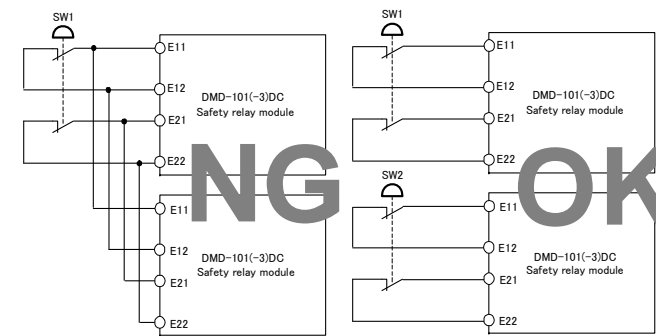 SW1
E11
E12
DMD-101(-3)DC
Safety relay module
E21
E22
E11
E12
DMD-101(-3)DC
Safety relay module
E21
E22
NG
SW1
E11
E12
DMD-101(-3)DC
Safety relay module
E21
E22
SW2
E11
E12
DMD-101(-3)DC
Safety relay module
E21
E22
OK